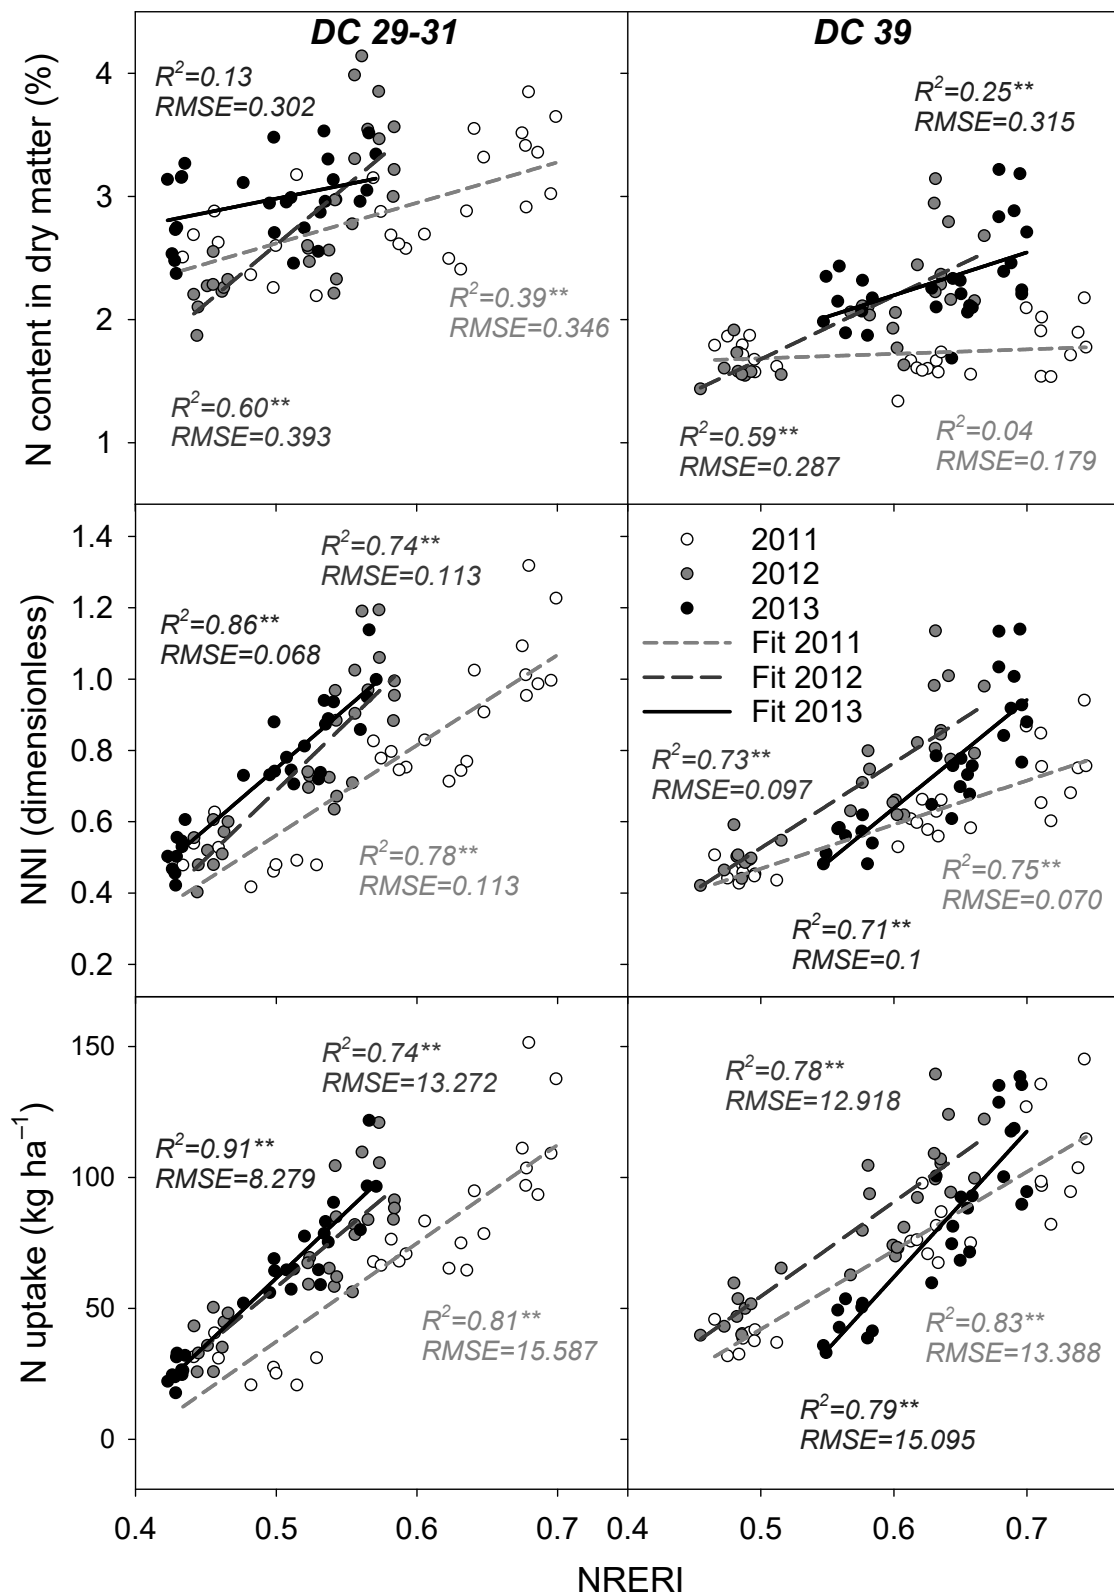 DC 29-31
DC 39
N content in dry matter (%)
4
3
2
1
R²=0.13
RMSE=0.302
R²=0.39**
RMSE=0.346
R²=0.60**
RMSE=0.393
R²=0.25**
RMSE=0.315
R²=0.59**
RMSE=0.287
R²=0.04
RMSE=0.179
NNI (dimensionless)
1.4
1.2
1.0
0.8
0.6
0.4
0.2
R²=0.74**
RMSE=0.113
R²=0.86**
RMSE=0.068
R²=0.78**
RMSE=0.113
2011
2012
2013
Fit 2011
Fit 2012
Fit 2013
R²=0.73**
RMSE=0.097
R²=0.75**
RMSE=0.070
R²=0.71**
RMSE=0.1
N uptake (kg ha⁻¹)
150
100
50
0
R²=0.74**
RMSE=13.272
R²=0.91**
RMSE=8.279
R²=0.81**
RMSE=15.587
R²=0.78**
RMSE=12.918
R²=0.83**
RMSE=13.388
R²=0.79**
RMSE=15.095
0.4 0.5 0.6 0.7 0.4 0.5 0.6 0.7
NRERI